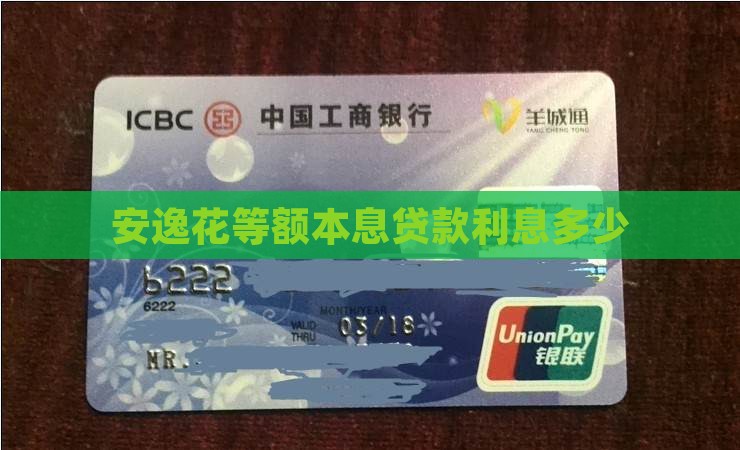 ICBC 中国工商银行 羊城通
YANG CHENG TONG
安逸花等额本息贷款利息多少
6222
6222
MONTH/YEAR
VALID THRU 03/18
MR.
UnionPay
银联